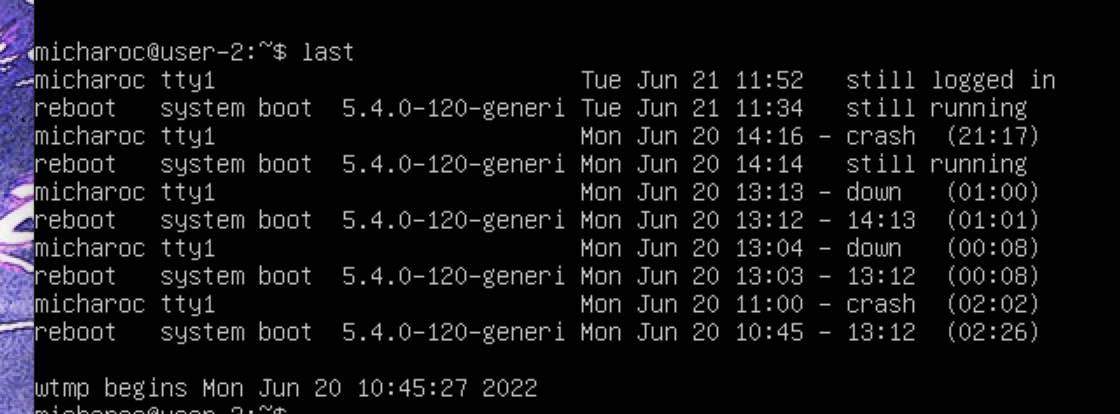 micharoc@user-2:~$ last
micharoc tty1                          Tue Jun 21 11:52   still logged in
reboot   system boot  5.4.0-120-generi Tue Jun 21 11:34   still running
micharoc tty1                          Mon Jun 20 14:16 - crash  (21:17)
reboot   system boot  5.4.0-120-generi Mon Jun 20 14:14   still running
micharoc tty1                          Mon Jun 20 13:13 - down   (01:00)
reboot   system boot  5.4.0-120-generi Mon Jun 20 13:12 - 14:13  (01:01)
micharoc tty1                          Mon Jun 20 13:04 - down   (00:08)
reboot   system boot  5.4.0-120-generi Mon Jun 20 13:03 - 13:12  (00:08)
micharoc tty1                          Mon Jun 20 11:00 - crash  (02:02)
reboot   system boot  5.4.0-120-generi Mon Jun 20 10:45 - 13:12  (02:26)
wtmp begins Mon Jun 20 10:45:27 2022
micharoc@user-2:~$